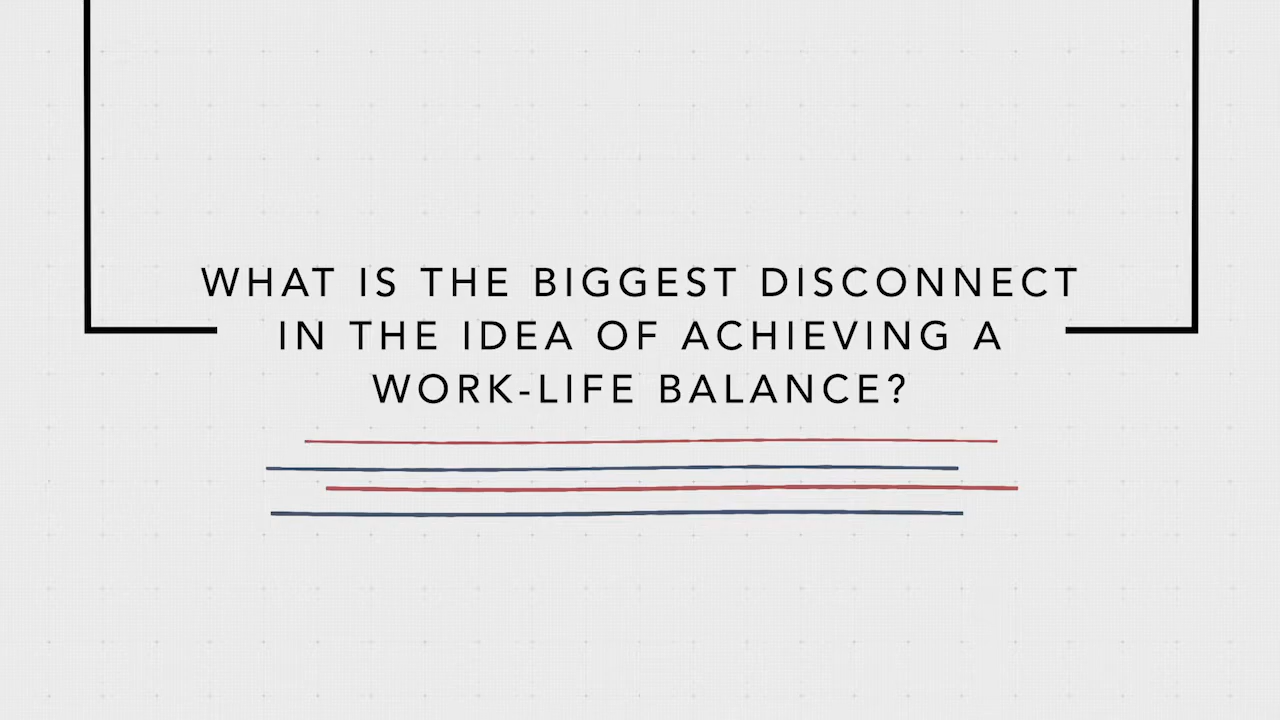 WHAT IS THE BIGGEST DISCONNECT
IN THE IDEA OF ACHIEVING A
WORK-LIFE BALANCE?